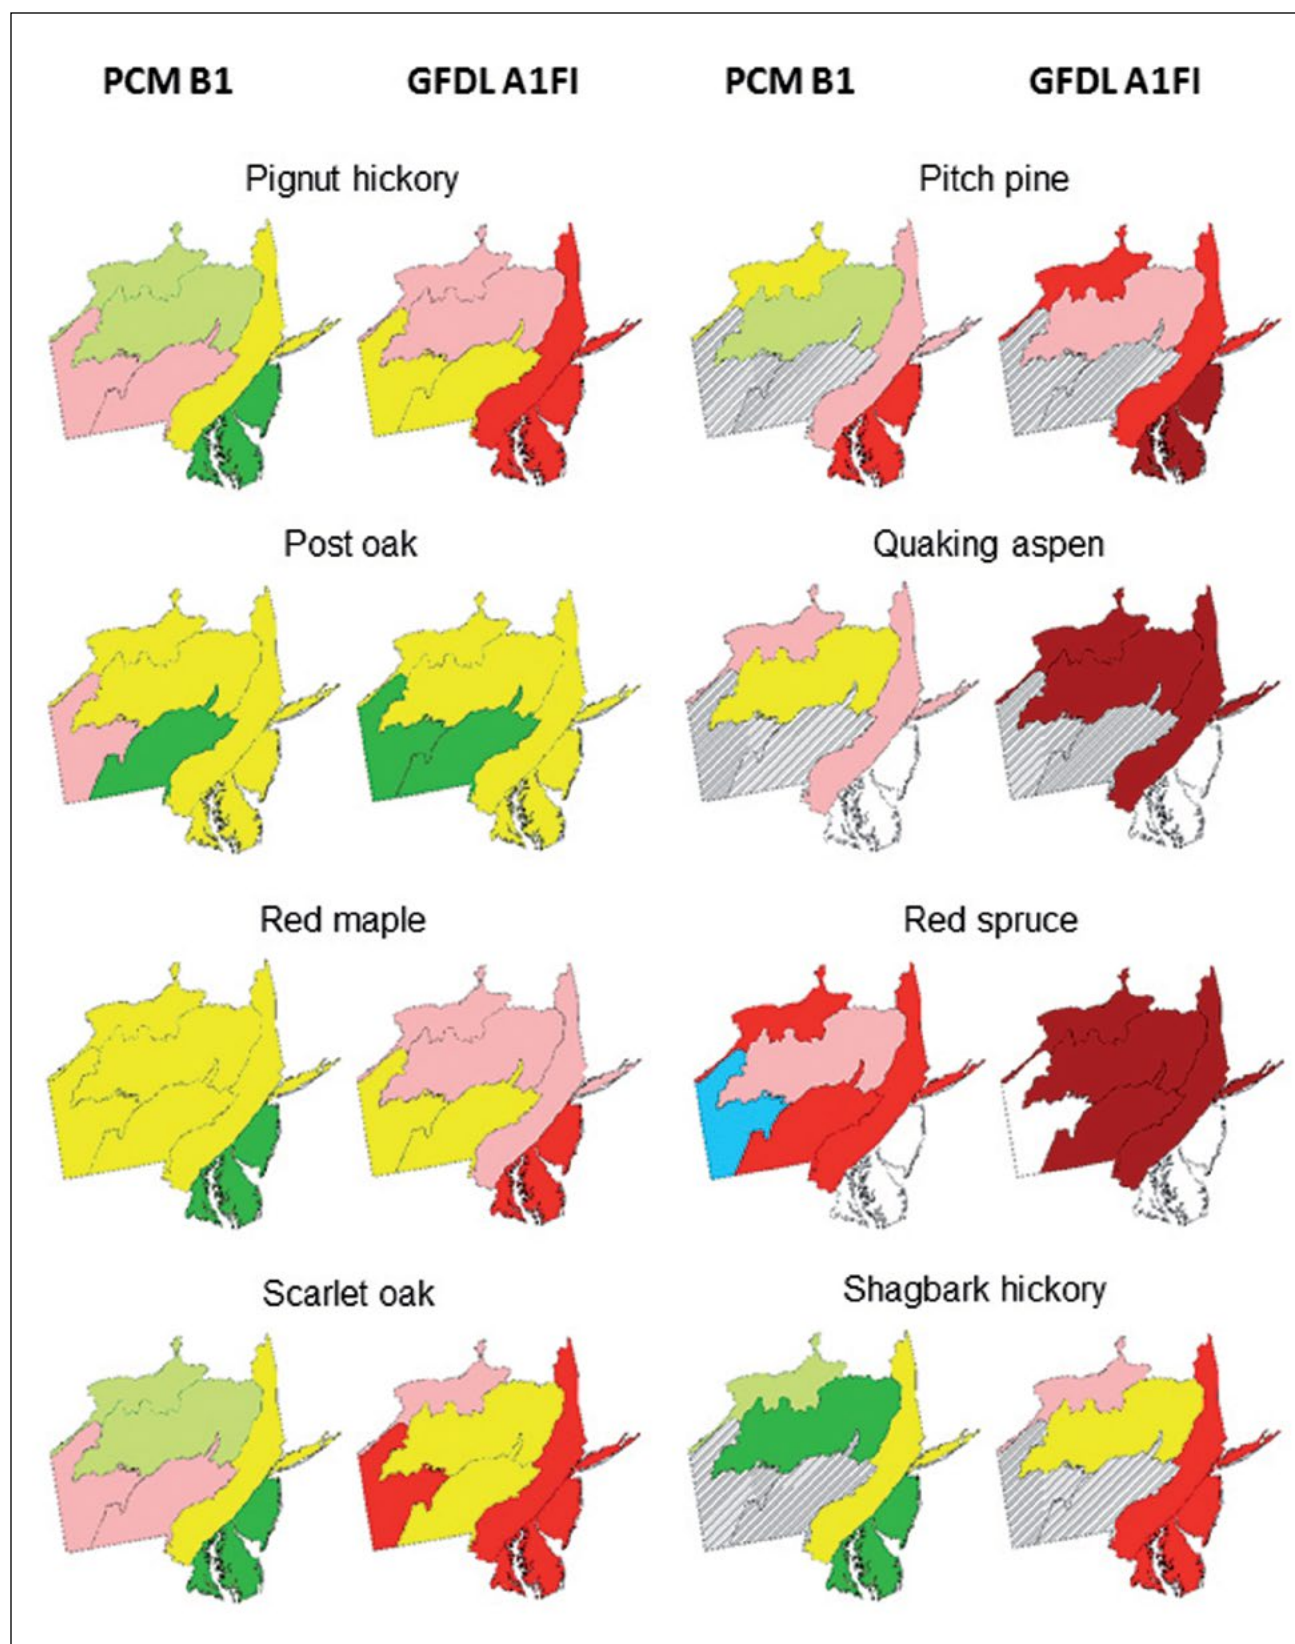 PCM B1 GFDL A1FI PCM B1 GFDL A1FI
Pignut hickory Pitch pine
Post oak Quaking aspen
Red maple Red spruce
Scarlet oak Shagbark hickory